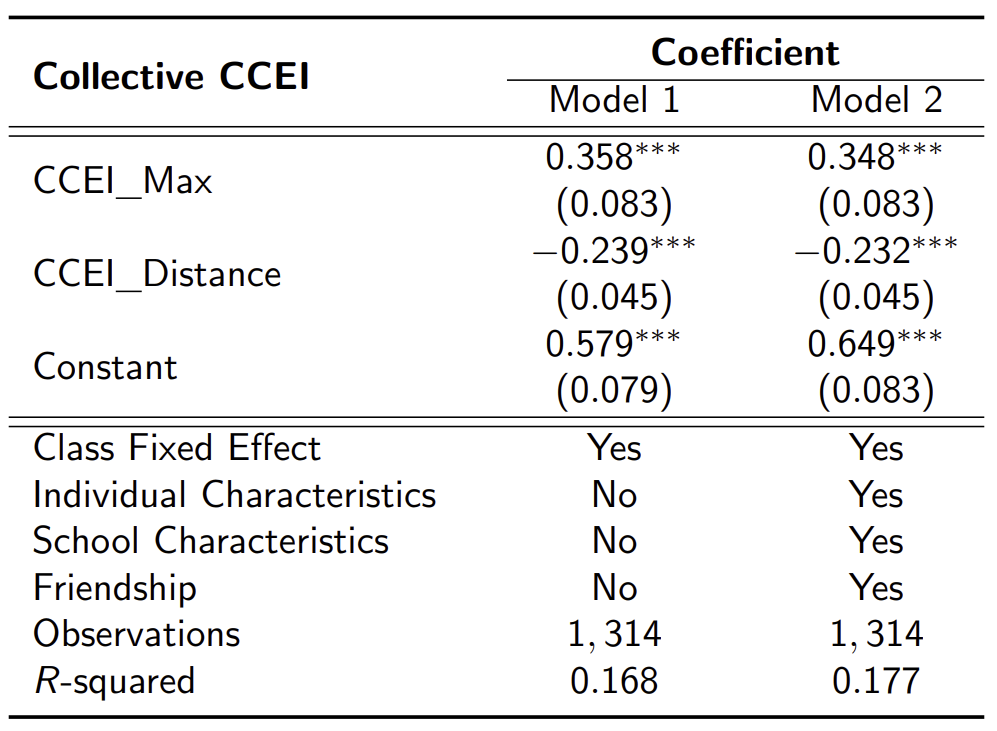 Collective CCEI Coefficient
Model 1 Model 2
CCEI_Max 0.358*** 0.348***
(0.083) (0.083)
CCEI_Distance −0.239*** −0.232***
(0.045) (0.045)
Constant 0.579*** 0.649***
(0.079) (0.083)
Class Fixed Effect Yes Yes
Individual Characteristics No Yes
School Characteristics No Yes
Friendship No Yes
Observations 1,314 1,314
R-squared 0.168 0.177